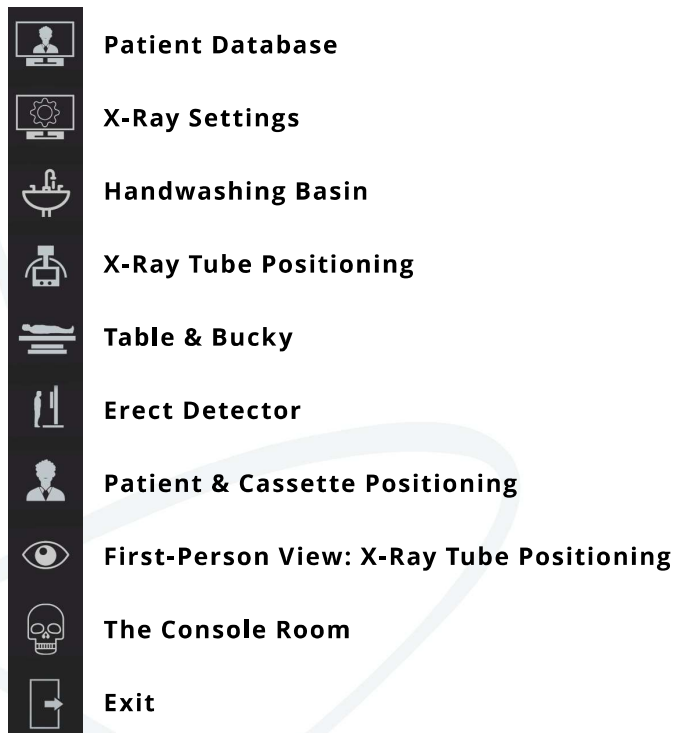 Patient Database
X-Ray Settings
Handwashing Basin
X-Ray Tube Positioning
Table & Bucky
Erect Detector
Patient & Cassette Positioning
First-Person View: X-Ray Tube Positioning
The Console Room
Exit